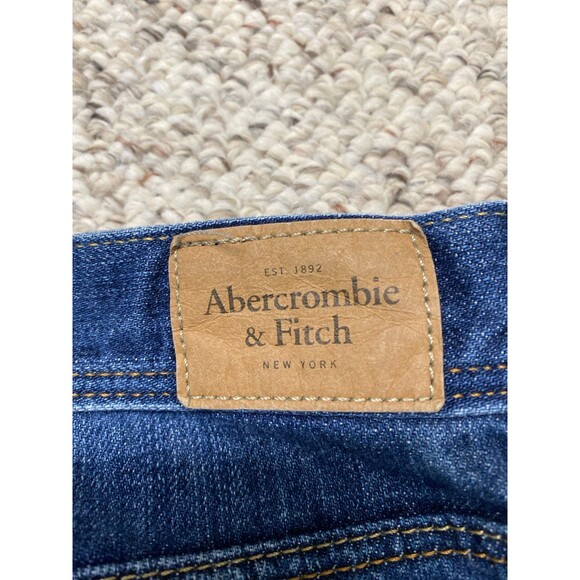 EST. 1892
Abercrombie
& Fitch
NEW YORK